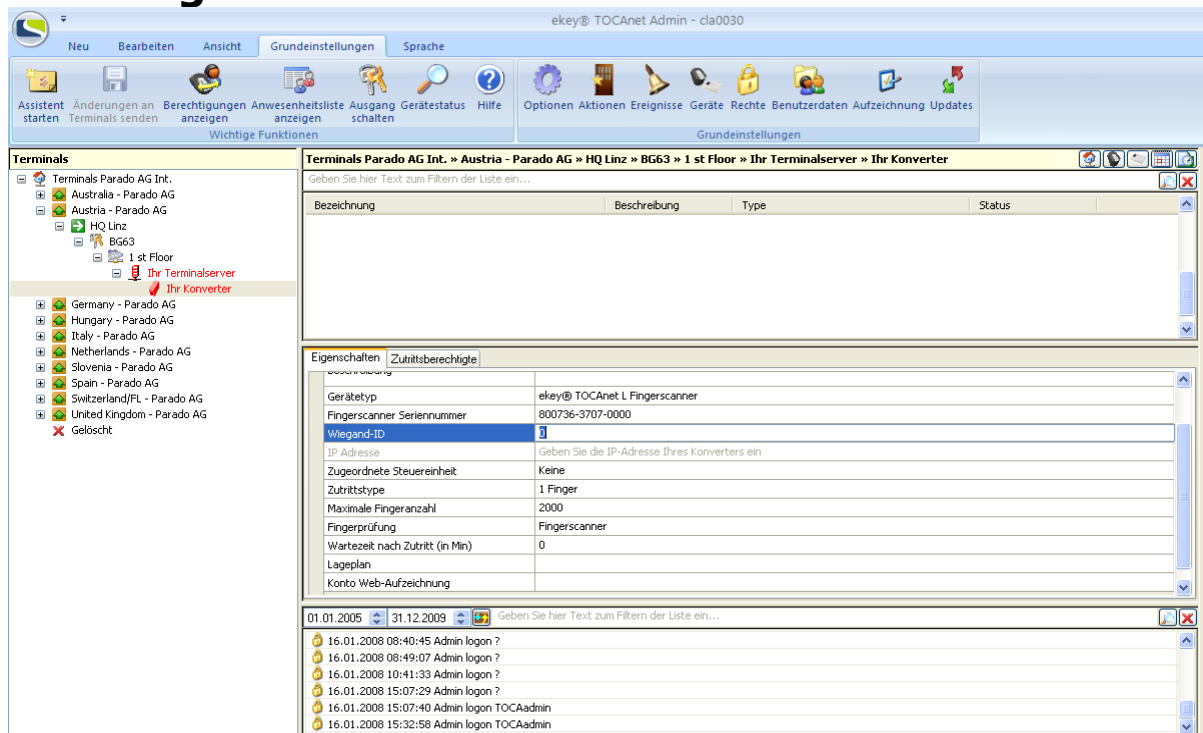 ekey® TOCAnet Admin - cla0030
Neu Bearbeiten Ansicht Grundeinstellungen Sprache
Assistent starten Änderungen an Terminals senden Berechtigungen anzeigen Anwesenheitsliste anzeigen Ausgang schalten Gerätestatus Hilfe Optionen Aktionen Ereignisse Geräte Rechte Benutzerdaten Aufzeichnung Updates
Wichtige Funktionen Grundeinstellungen
Terminals
Terminals Parado AG Int.
Australia - Parado AG
Austria - Parado AG
HQ Linz
BG63
1 st Floor
Ihr Terminalserver
Ihr Konverter
Germany - Parado AG
Hungary - Parado AG
Italy - Parado AG
Netherlands - Parado AG
Slovenia - Parado AG
Spain - Parado AG
Switzerland/FL - Parado AG
United Kingdom - Parado AG
Gelöscht
Terminals Parado AG Int. » Austria - Parado AG » HQ Linz » BG63 » 1 st Floor » Ihr Terminalserver » Ihr Konverter
Geben Sie hier Text zum Filtern der Liste ein...
Bezeichnung Beschreibung Type Status
Eigenschaften Zutrittsberechtigte
Gerätetyp ekey® TOCAnet L Fingerscanner
Fingerscanner Seriennummer 800736-3707-0000
Wiegand-ID 0
IP Adresse Geben Sie die IP-Adresse Ihres Konverters ein
Zugeordnete Steuereinheit Keine
Zutrittstype 1 Finger
Maximale Fingeranzahl 2000
Fingerprüfung Fingerscanner
Wartezeit nach Zutritt (in Min) 0
Lageplan
Konto Web-Aufzeichnung
01.01.2005 31.12.2009 Geben Sie hier Text zum Filtern der Liste ein...
16.01.2008 08:40:45 Admin logon ?
16.01.2008 08:49:07 Admin logon ?
16.01.2008 10:41:33 Admin logon ?
16.01.2008 15:07:29 Admin logon ?
16.01.2008 15:07:40 Admin logon TOCAadmin
16.01.2008 15:32:58 Admin logon TOCAadmin